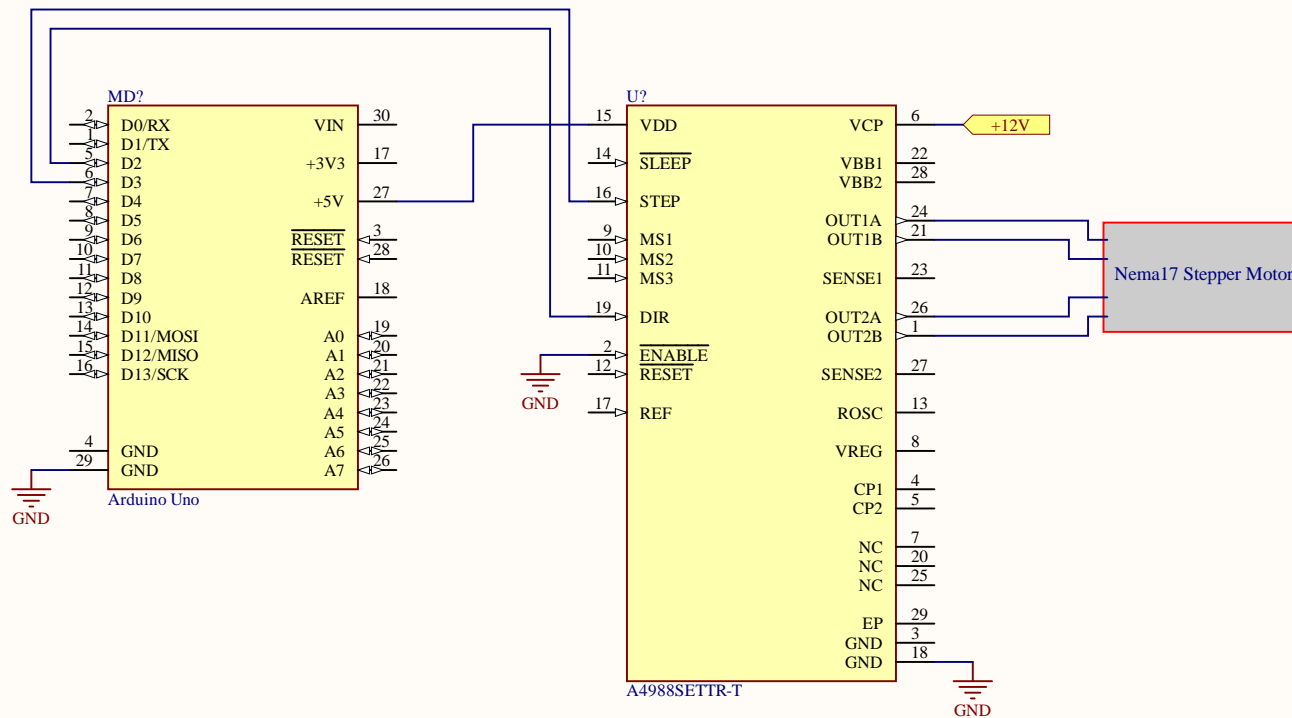 MD?
2 D0/RX VIN 30
1 D1/TX
5 D2 +3V3 17
6 D3
7 D4 +5V 27
8 D5
9 D6 RESET 3
10 D7 RESET 28
11 D8
12 D9 AREF 18
13 D10
14 D11/MOSI A0 19
15 D12/MISO A1 20
16 D13/SCK A2 21
A3 22
A4 23
A5 24
4 GND A6 25
29 GND A7 26
Arduino Uno
GND
U?
15 VDD VCP 6 +12V
14 SLEEP VBB1 22
VBB2 28
16 STEP OUT1A 24
9 MS1 OUT1B 21
10 MS2
11 MS3 SENSE1 23
19 DIR OUT2A 26
OUT2B 1
2 ENABLE
12 RESET SENSE2 27
GND
17 REF ROSC 13
VREG 8
CP1 4
CP2 5
NC 7
NC 20
NC 25
EP 29
GND 3
GND 18
A4988SETTR-T
GND
Nema17 Stepper Motor